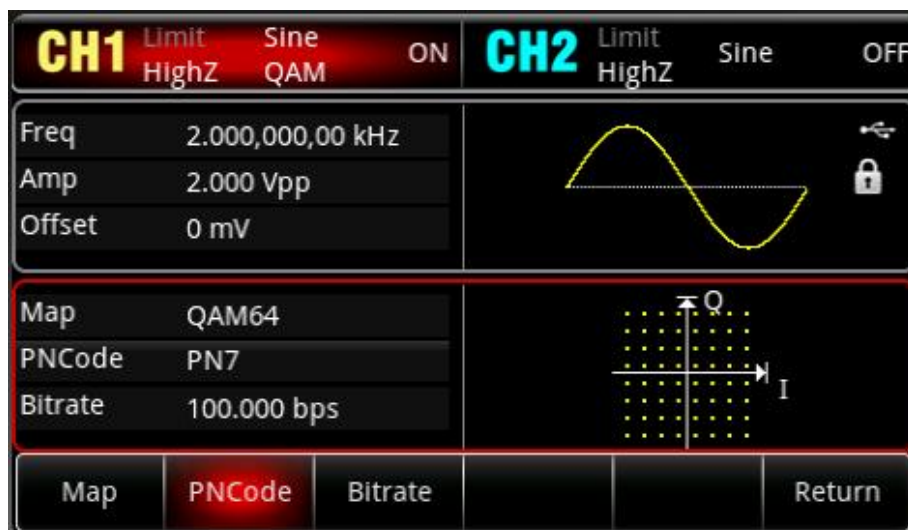 CH1 Limit Sine ON CH2 Limit Sine OFF
HighZ QAM HighZ
Freq 2.000,000,00 kHz
Amp 2.000 Vpp
Offset 0 mV
Map QAM64 Q
PNCode PN7
Bitrate 100.000 bps I
Map PNCode Bitrate Return